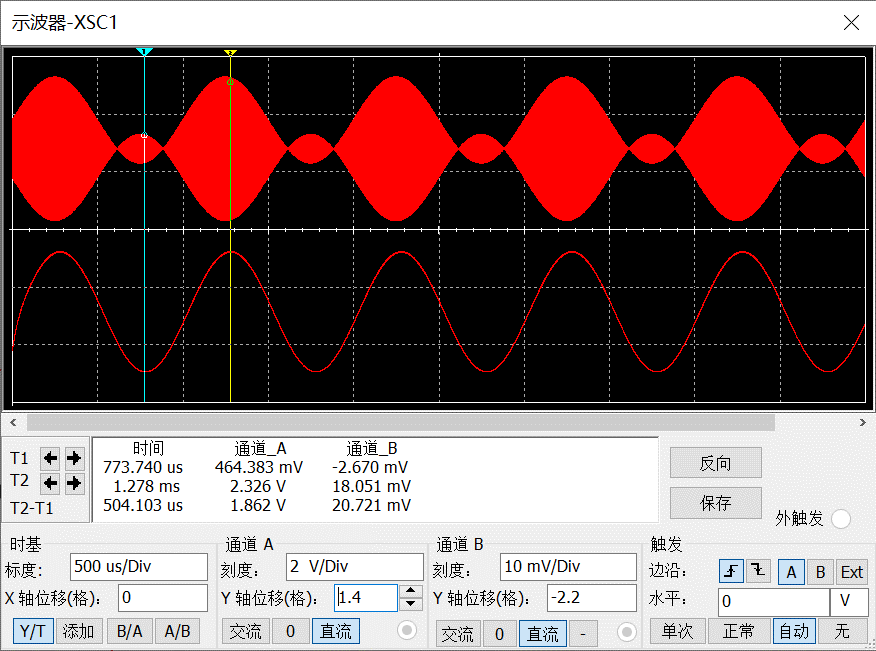 示波器-XSC1
1
2
时间 通道_A 通道_B
T1 773.740 us 464.383 mV -2.670 mV
T2 1.278 ms 2.326 V 18.051 mV
T2-T1 504.103 us 1.862 V 20.721 mV
反向
保存
外触发
时基 通道 A 通道 B 触发
标度: 500 us/Div 刻度: 2 V/Div 刻度: 10 mV/Div 边沿: A B Ext
X 轴位移(格): 0 Y 轴位移(格): 1.4 Y 轴位移(格): -2.2 水平: 0 V
Y/T 添加 B/A A/B 交流 0 直流 交流 0 直流 - 单次 正常 自动 无